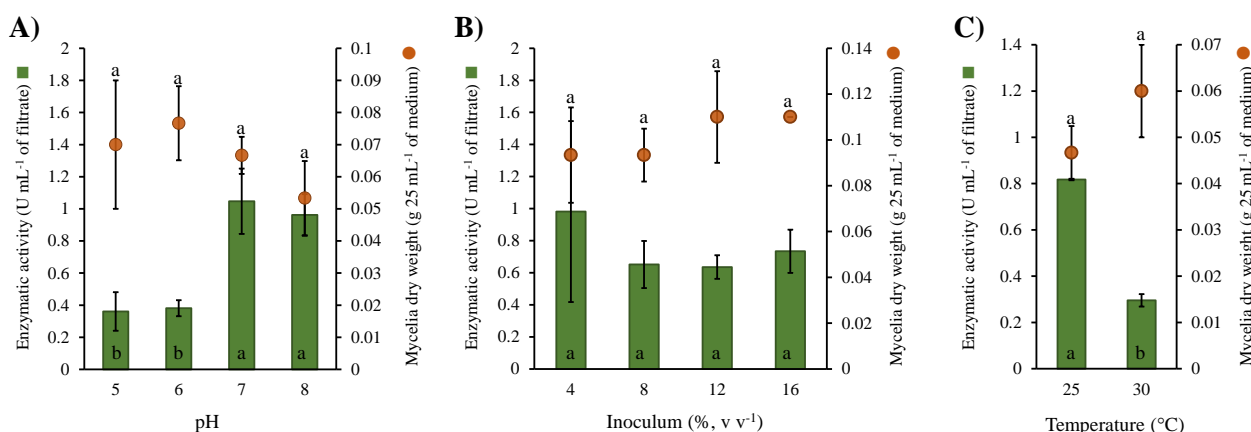 A)
Enzymatic activity (U mL⁻¹ of filtrate)
2
1.8
1.6
1.4
1.2
1
0.8
0.6
0.4
0.2
0
a
a
a
a
b
b
a
a
5
6
7
8
pH
0.1
0.09
0.08
0.07
0.06
0.05
0.04
0.03
0.02
0.01
0
Mycelia dry weight (g 25 mL⁻¹ of medium)
B)
Enzymatic activity (U mL⁻¹ of filtrate)
2
1.8
1.6
1.4
1.2
1
0.8
0.6
0.4
0.2
0
a
a
a
a
a
a
a
a
4
8
12
16
Inoculum (%, v v⁻¹)
0.14
0.12
0.1
0.08
0.06
0.04
0.02
0
Mycelia dry weight (g 25 mL⁻¹ of medium)
C)
Enzymatic activity (U mL⁻¹ of filtrate)
1.4
1.2
1
0.8
0.6
0.4
0.2
0
a
a
a
b
25
30
Temperature (°C)
0.07
0.06
0.05
0.04
0.03
0.02
0.01
0
Mycelia dry weight (g 25 mL⁻¹ of medium)